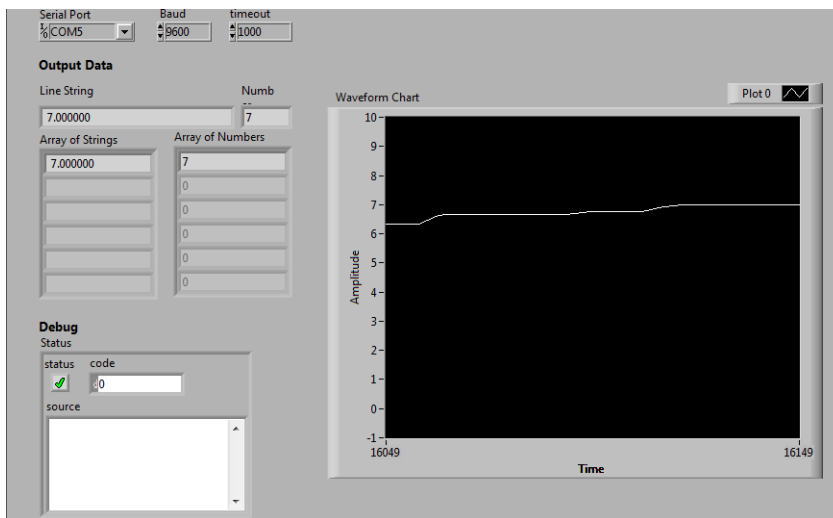 Serial Port Baud timeout
COM5 9600 1000
Output Data
Line String Numb
7.000000 7
Array of Strings Array of Numbers
7.000000 7
0
0
0
0
0
Debug
Status
status code
d0
source
Waveform Chart Plot 0
10
9
8
7
6
5
4
3
2
1
0
-1
Amplitude
16049 16149
Time